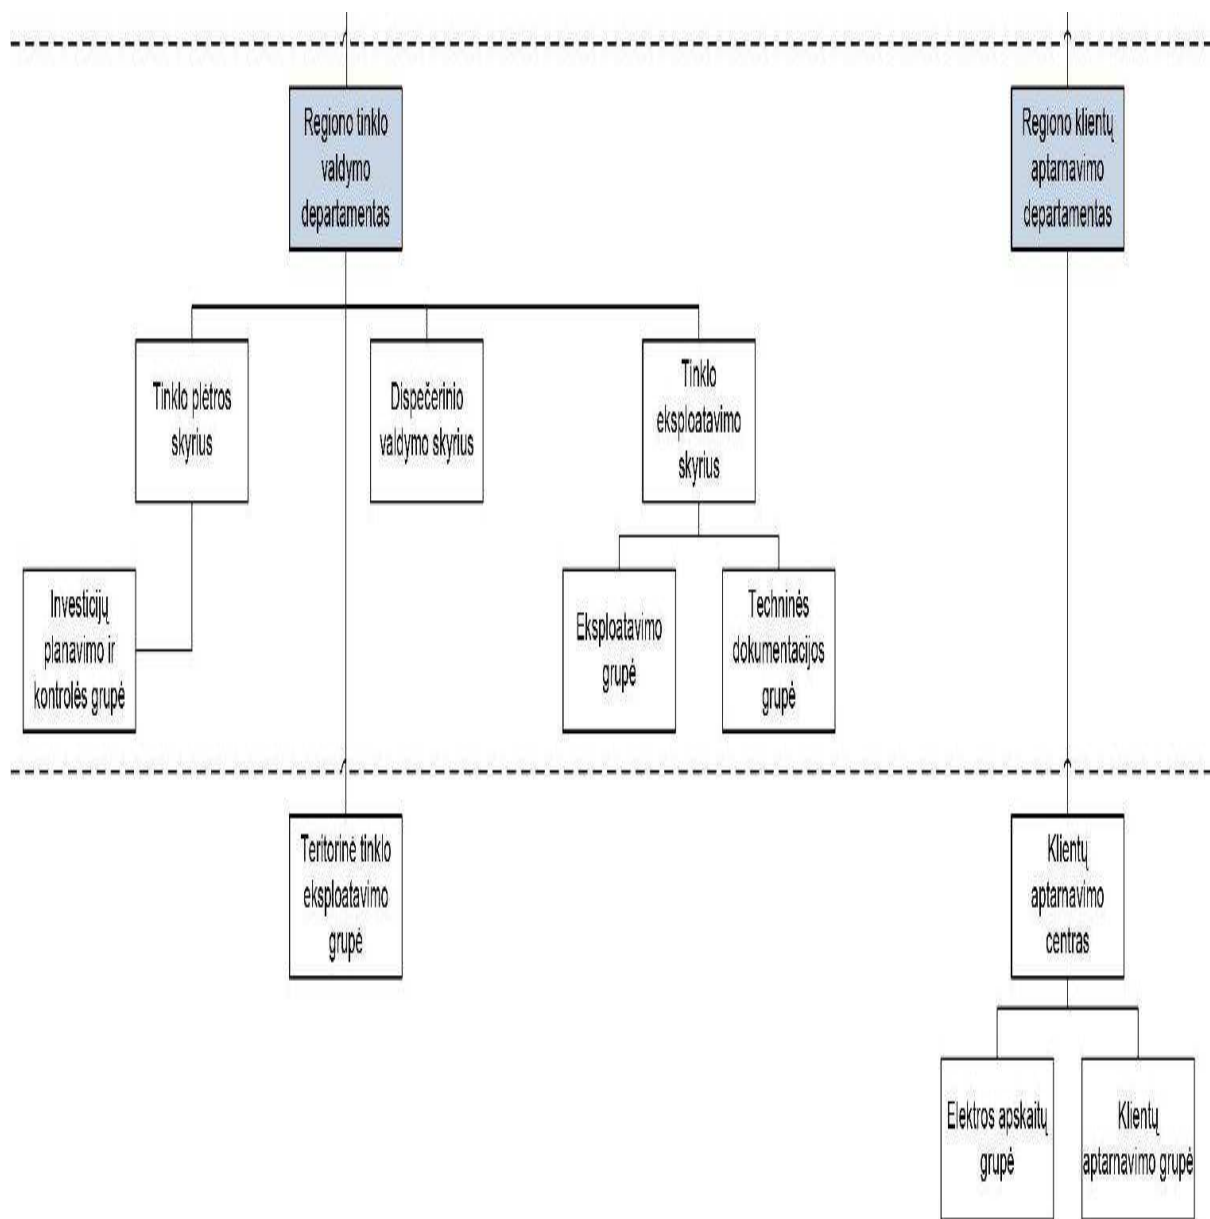 Regiono tinklo
valdymo
departamentas
Regiono klientų
aptarnavimo
departamentas
Tinklo plėtros
skyrius
Dispečerinio
valdymo skyrius
Tinklo
eksploatavimo
skyrius
Investicijų
planavimo ir
kontrolės grupė
Eksploatavimo
grupė
Techninės
dokumentacijos
grupė
Teritorinė tinklo
eksploatavimo
grupė
Klientų
aptarnavimo
centras
Elektros apskaitų
grupė
Klientų
aptarnavimo grupė